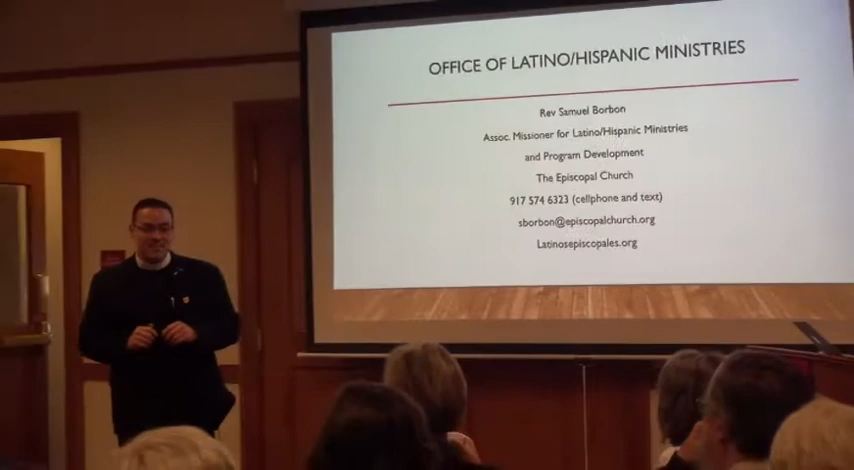 OFFICE OF LATINO/HISPANIC MINISTRIES
Rev Samuel Borbon
Assoc. Missioner for Latino/Hispanic Ministries
and Program Development
The Episcopal Church
917 574 6323 (cellphone and text)
sborbon@episcopalchurch.org
Latinosepiscopales.org